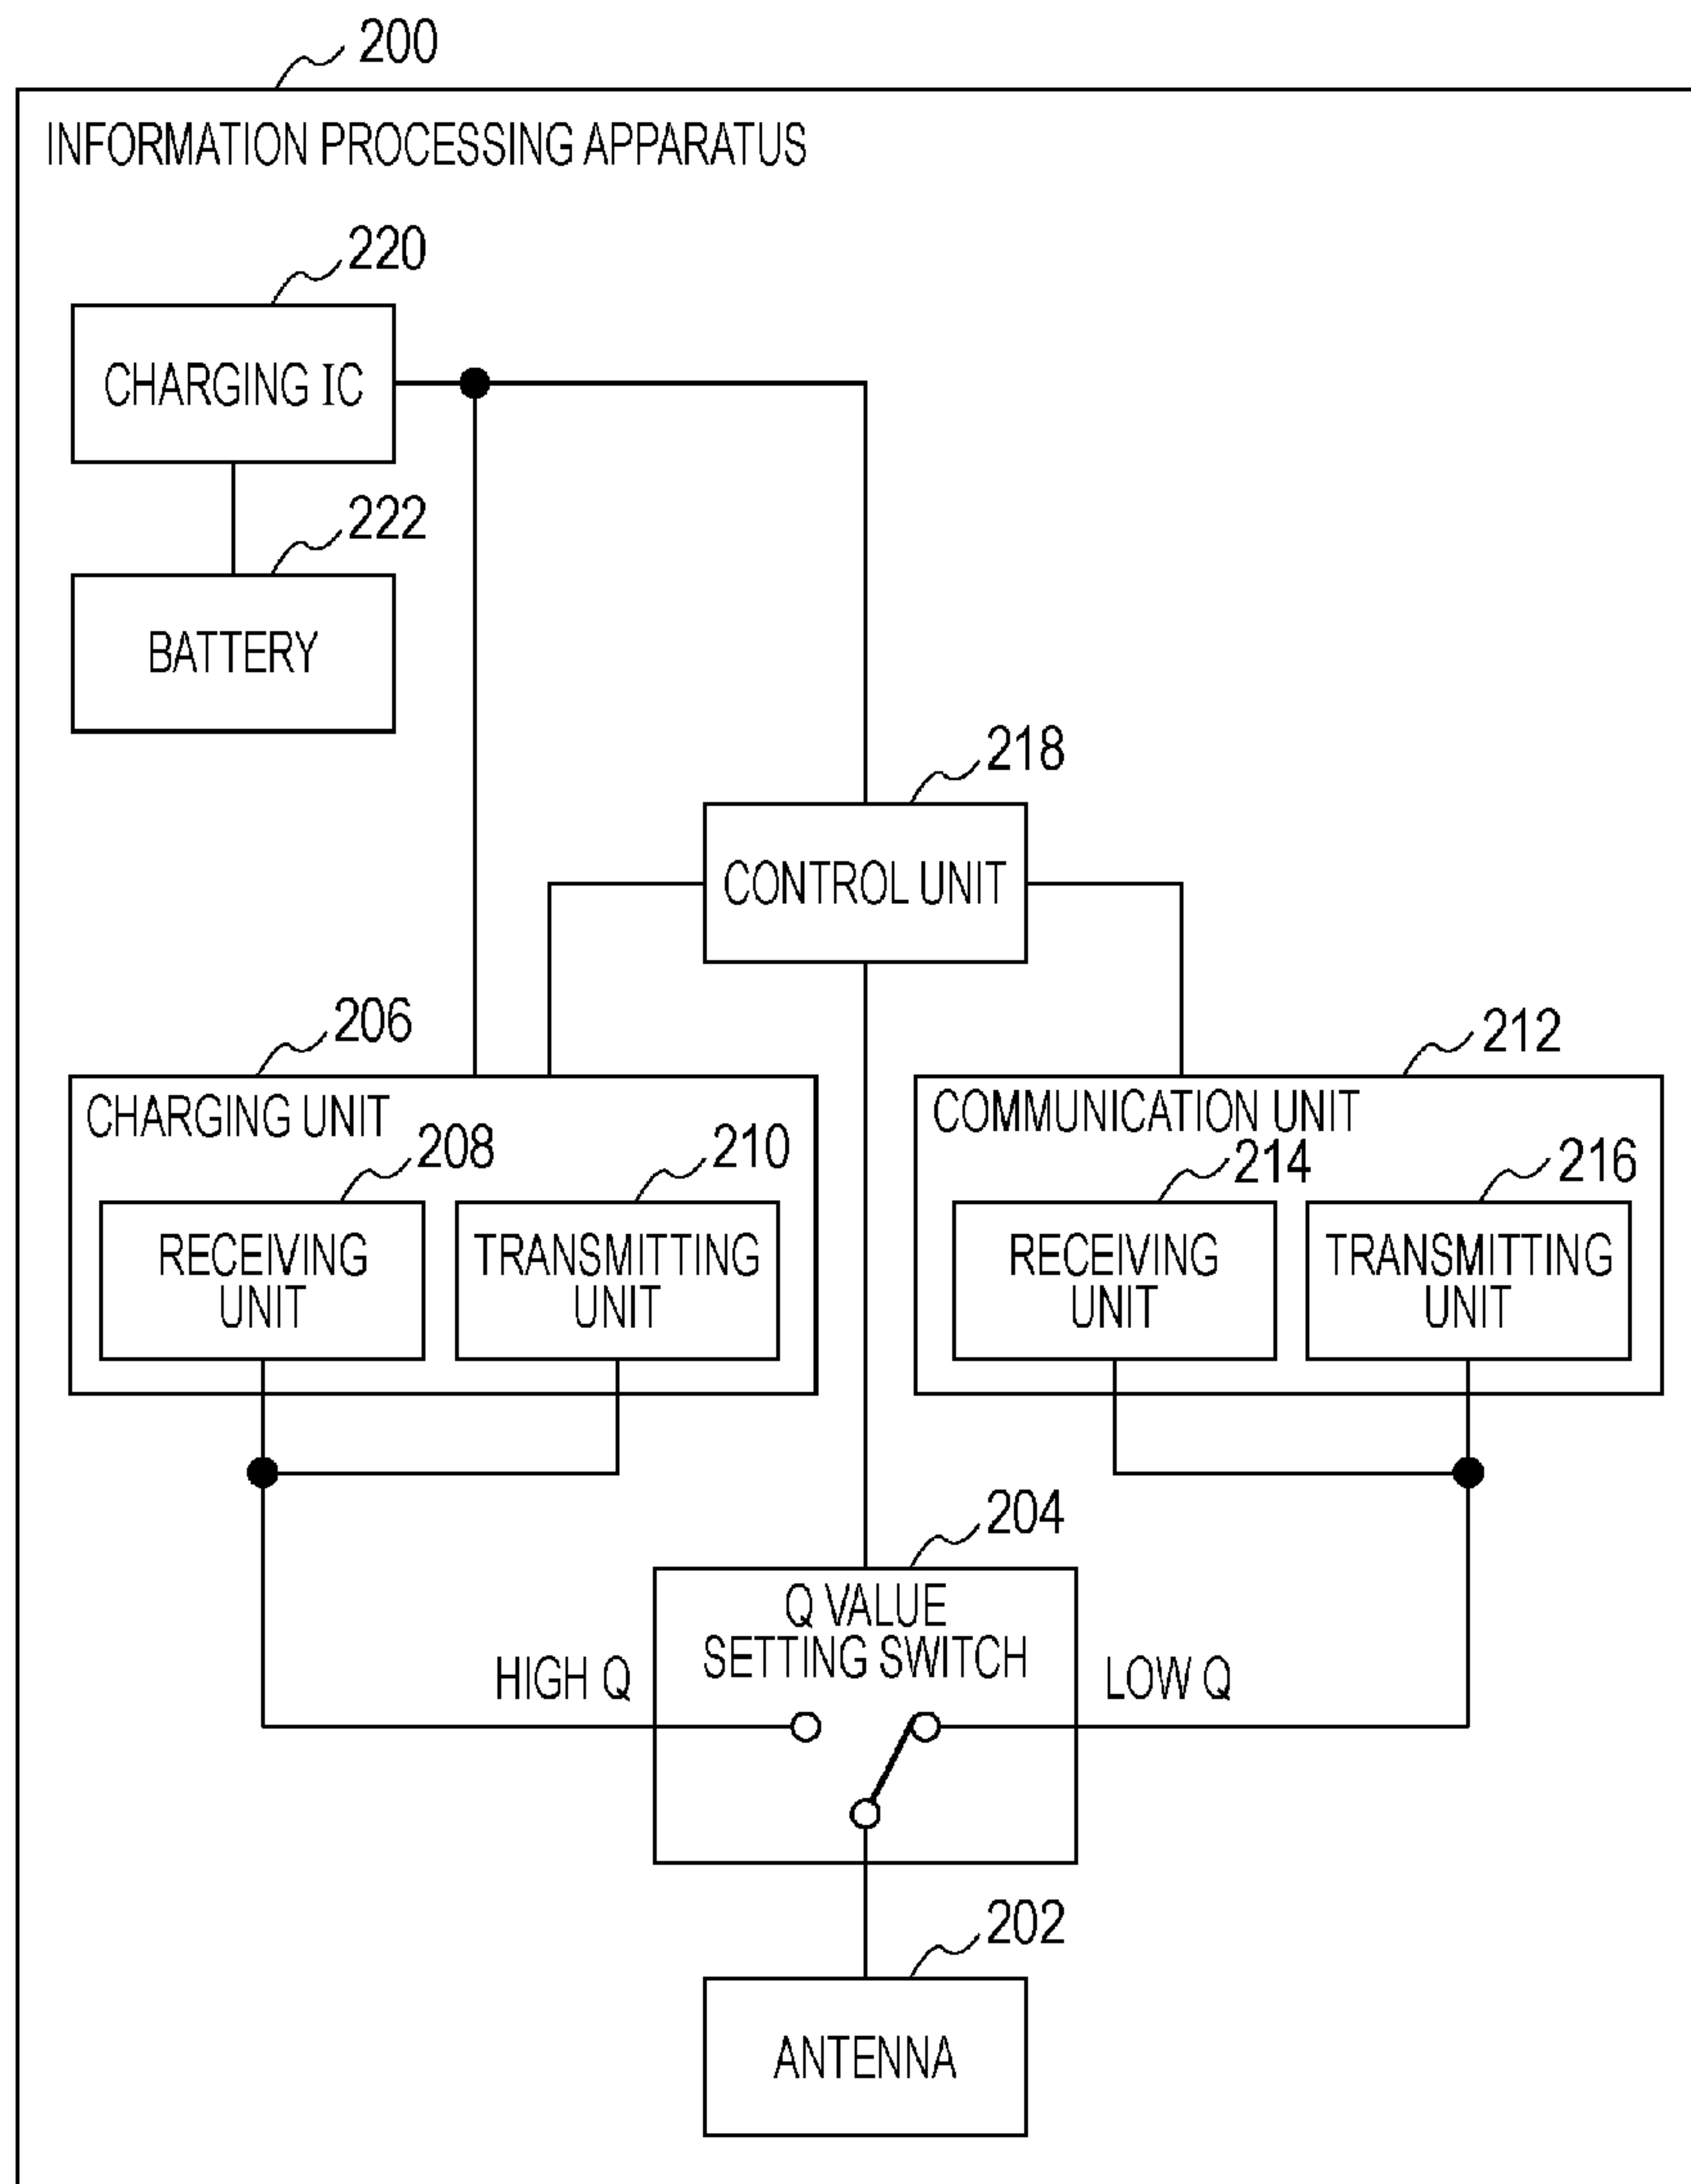 200
INFORMATION PROCESSING APPARATUS
220
CHARGING IC
222
BATTERY
218
CONTROL UNIT
206
CHARGING UNIT
208
RECEIVING
UNIT
210
TRANSMITTING
UNIT
212
COMMUNICATION UNIT
214
RECEIVING
UNIT
216
TRANSMITTING
UNIT
204
Q VALUE
SETTING SWITCH
HIGH Q
LOW Q
202
ANTENNA